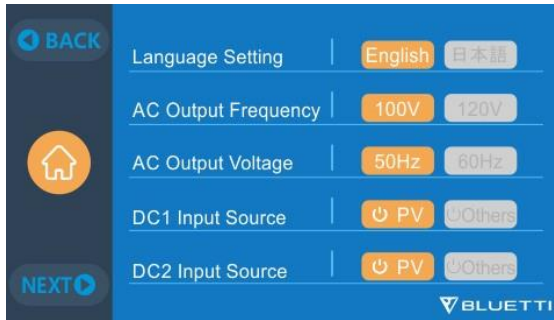 BACK
Language Setting English 日本語
AC Output Frequency 100V 120V
AC Output Voltage 50Hz 60Hz
DC1 Input Source PV Others
DC2 Input Source PV Others
NEXT
BLUETTI